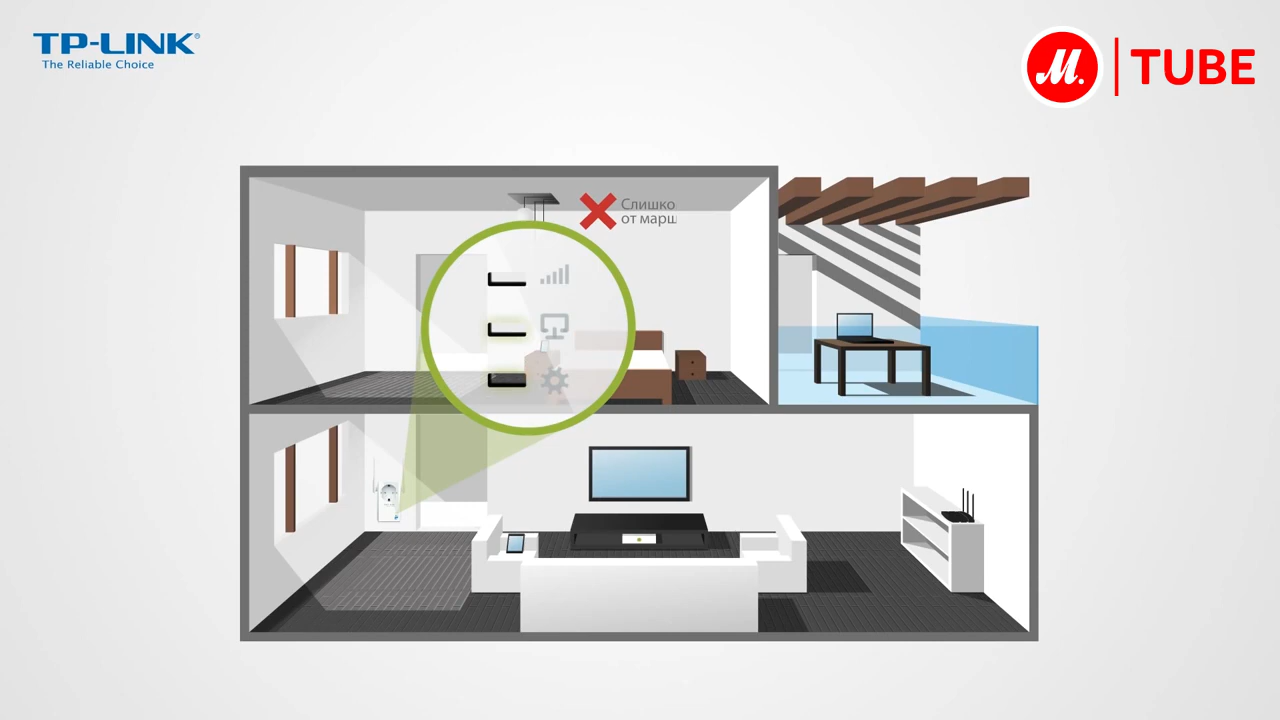 TP-LINK®
The Reliable Choice
M. TUBE
Слишко
от марш